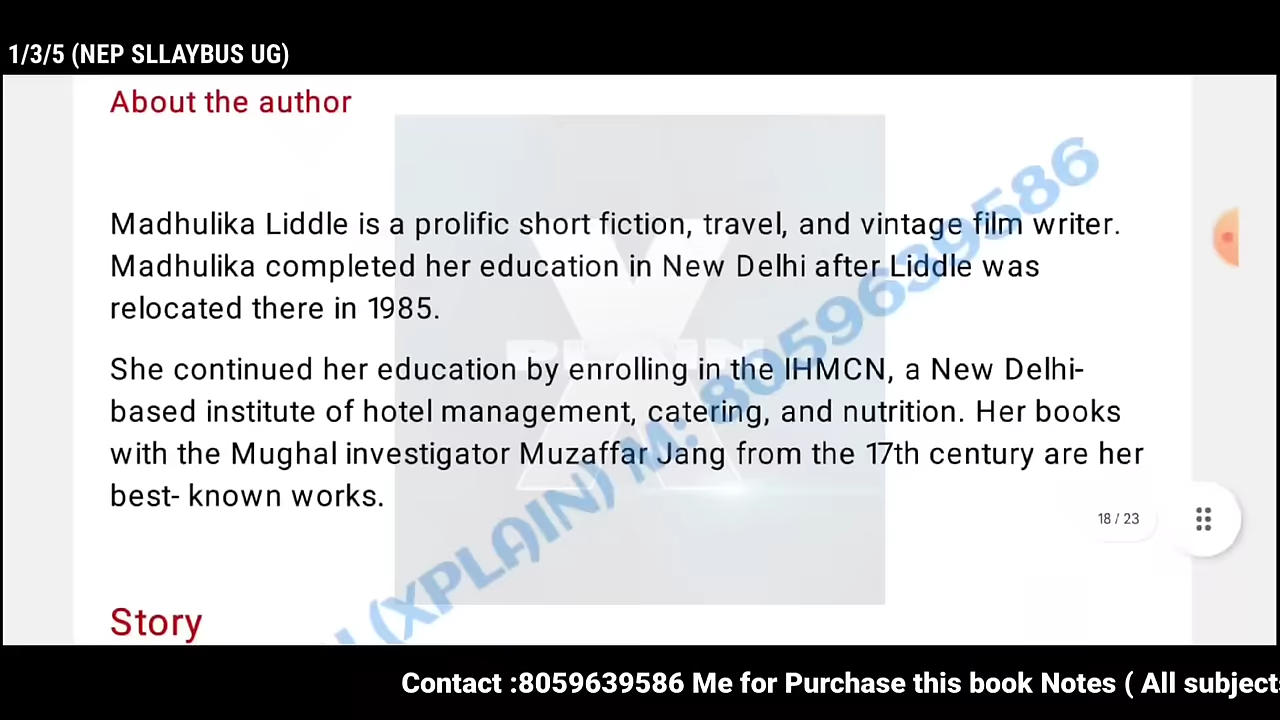 1/3/5 (NEP SLLAYBUS UG)
About the author
Madhulika Liddle is a prolific short fiction, travel, and vintage film writer.
Madhulika completed her education in New Delhi after Liddle was
relocated there in 1985.
She continued her education by enrolling in the IHMCN, a New Delhi-
based institute of hotel management, catering, and nutrition. Her books
with the Mughal investigator Muzaffar Jang from the 17th century are her
best- known works.
18 / 23
Story
(XPLAIN) M: 8059639586
PLAIN
Contact :8059639586 Me for Purchase this book Notes ( All subject